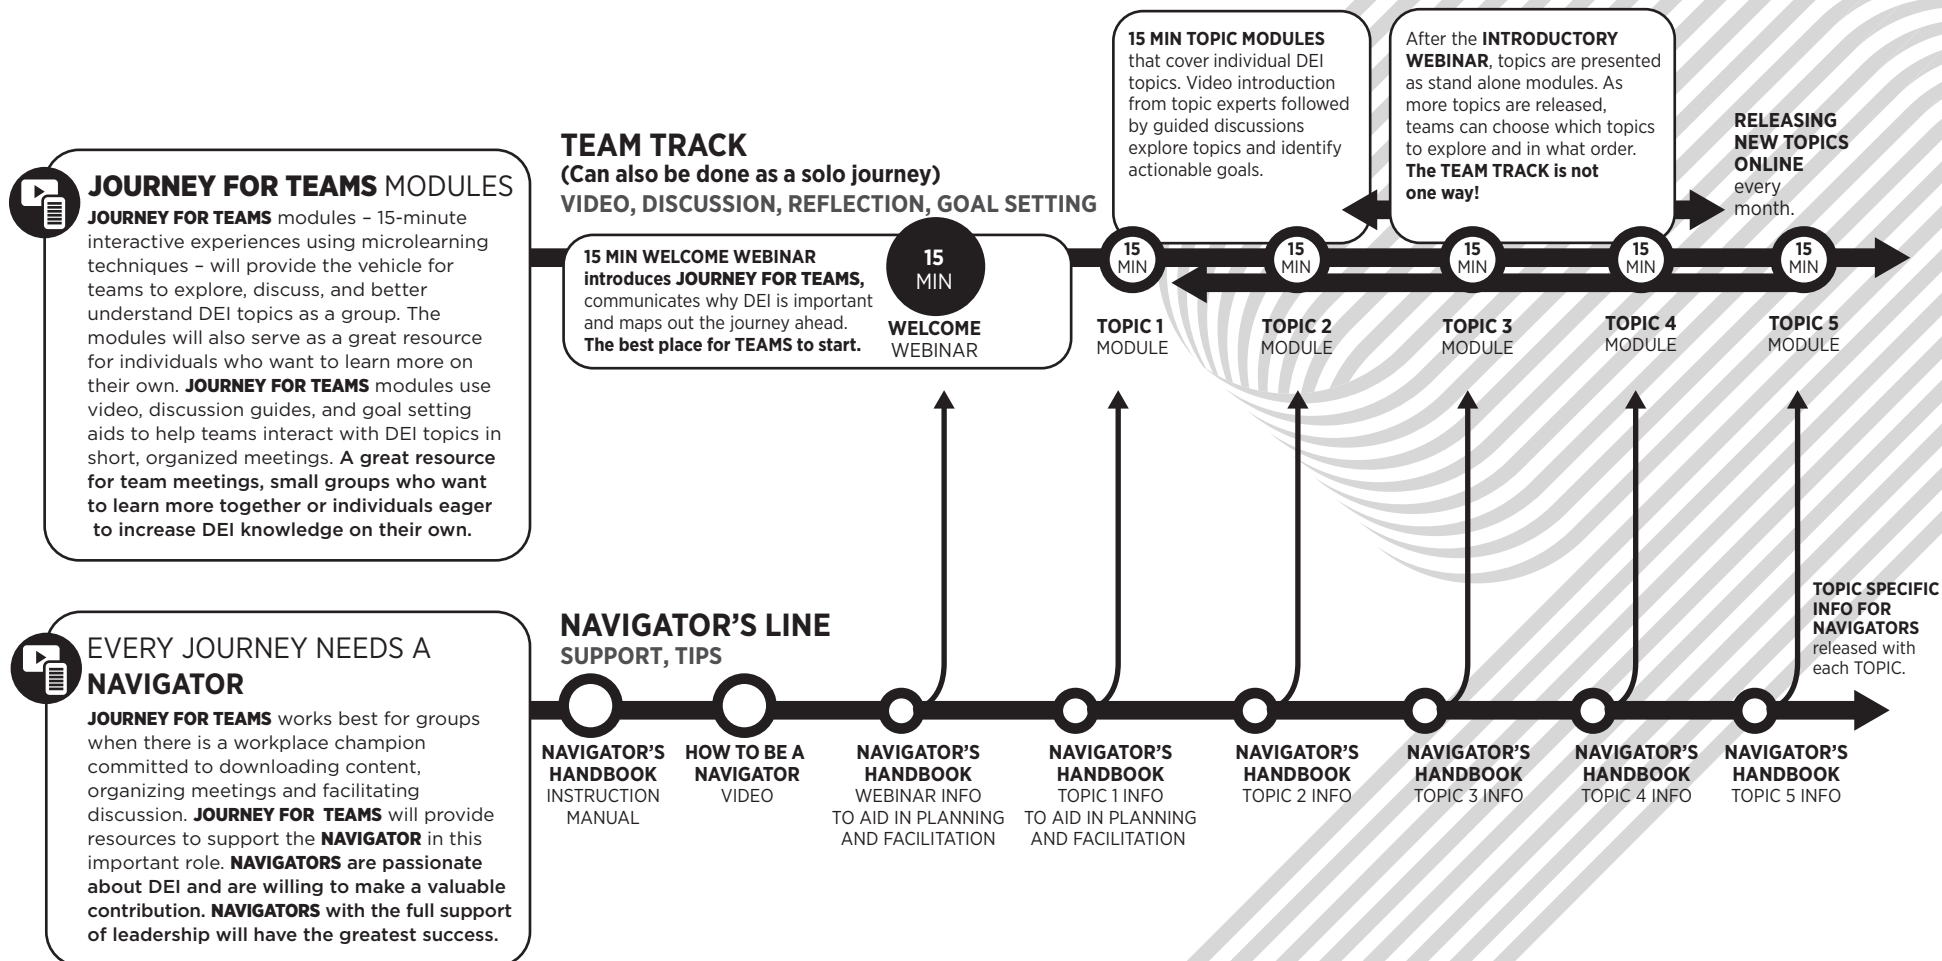 JOURNEY FOR TEAMS MODULES
JOURNEY FOR TEAMS modules – 15-minute
interactive experiences using microlearning
techniques – will provide the vehicle for
teams to explore, discuss, and better
understand DEI topics as a group. The
modules will also serve as a great resource
for individuals who want to learn more on
their own. JOURNEY FOR TEAMS modules use
video, discussion guides, and goal setting
aids to help teams interact with DEI topics in
short, organized meetings. A great resource
for team meetings, small groups who want
to learn more together or individuals eager
to increase DEI knowledge on their own.
TEAM TRACK
(Can also be done as a solo journey)
VIDEO, DISCUSSION, REFLECTION, GOAL SETTING
15 MIN WELCOME WEBINAR
introduces JOURNEY FOR TEAMS,
communicates why DEI is important
and maps out the journey ahead.
The best place for TEAMS to start.
15
MIN
WELCOME
WEBINAR
15 MIN TOPIC MODULES
that cover individual DEI
topics. Video introduction
from topic experts followed
by guided discussions
explore topics and identify
actionable goals.
After the INTRODUCTORY
WEBINAR, topics are presented
as stand alone modules. As
more topics are released,
teams can choose which topics
to explore and in what order.
The TEAM TRACK is not
one way!
RELEASING
NEW TOPICS
ONLINE
every
month.
15
MIN
TOPIC 1
MODULE
15
MIN
TOPIC 2
MODULE
15
MIN
TOPIC 3
MODULE
15
MIN
TOPIC 4
MODULE
15
MIN
TOPIC 5
MODULE
EVERY JOURNEY NEEDS A
NAVIGATOR
JOURNEY FOR TEAMS works best for groups
when there is a workplace champion
committed to downloading content,
organizing meetings and facilitating
discussion. JOURNEY FOR TEAMS will provide
resources to support the NAVIGATOR in this
important role. NAVIGATORS are passionate
about DEI and are willing to make a valuable
contribution. NAVIGATORS with the full support
of leadership will have the greatest success.
NAVIGATOR'S LINE
SUPPORT, TIPS
NAVIGATOR'S
HANDBOOK
INSTRUCTION
MANUAL
HOW TO BE A
NAVIGATOR
VIDEO
NAVIGATOR'S
HANDBOOK
WEBINAR INFO
TO AID IN PLANNING
AND FACILITATION
NAVIGATOR'S
HANDBOOK
TOPIC 1 INFO
TO AID IN PLANNING
AND FACILITATION
NAVIGATOR'S
HANDBOOK
TOPIC 2 INFO
NAVIGATOR'S
HANDBOOK
TOPIC 3 INFO
NAVIGATOR'S
HANDBOOK
TOPIC 4 INFO
NAVIGATOR'S
HANDBOOK
TOPIC 5 INFO
TOPIC SPECIFIC
INFO FOR
NAVIGATORS
released with
each TOPIC.